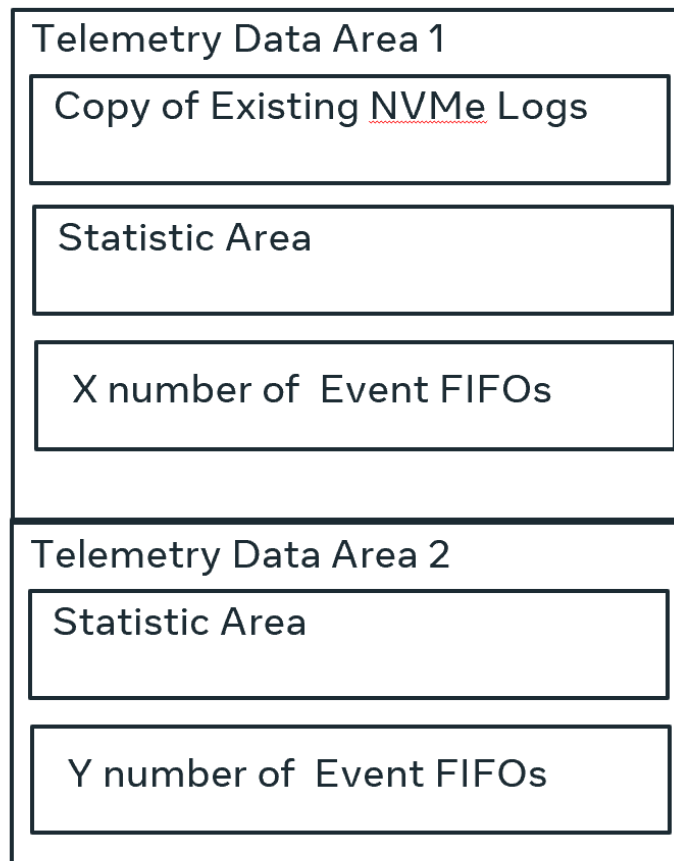 Telemetry Data Area 1
Copy of Existing NVMe Logs
Statistic Area
X number of  Event FIFOs
Telemetry Data Area 2
Statistic Area
Y number of  Event FIFOs